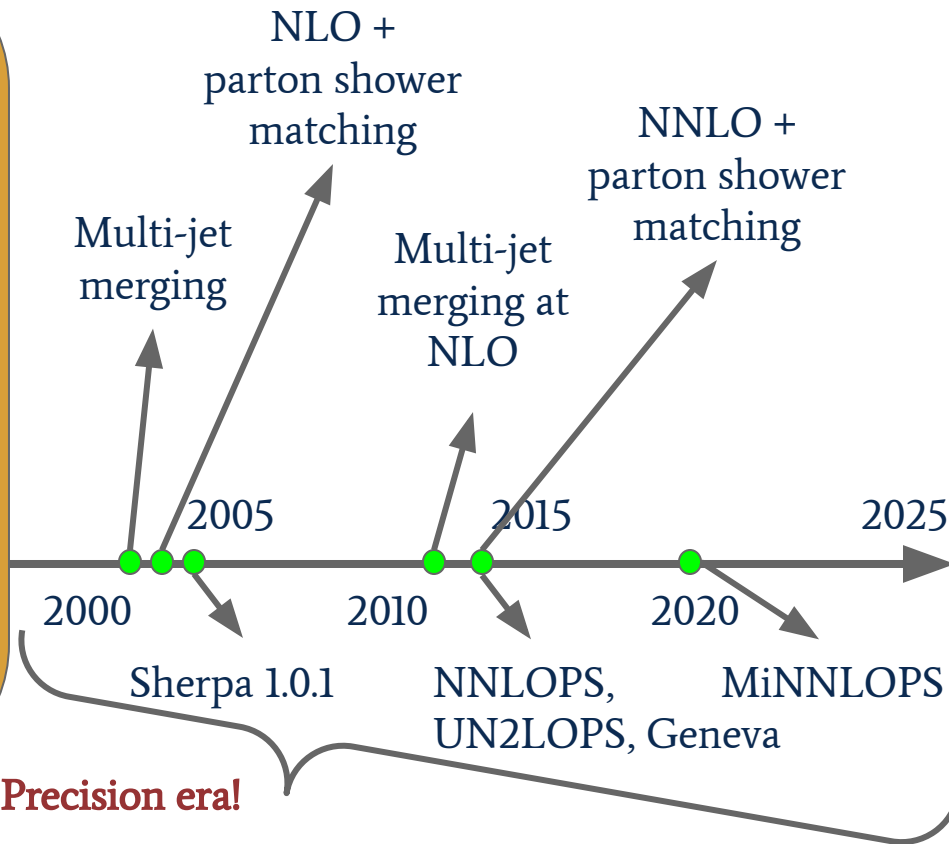 NLO +
parton shower
matching
NNLO +
parton shower
matching
Multi-jet
merging
Multi-jet
merging at
NLO
2005
2015
2025
2000
2010
2020
Sherpa 1.0.1
NNLOPS,
UN2LOPS, Geneva
MiNNLOPS
Precision era!